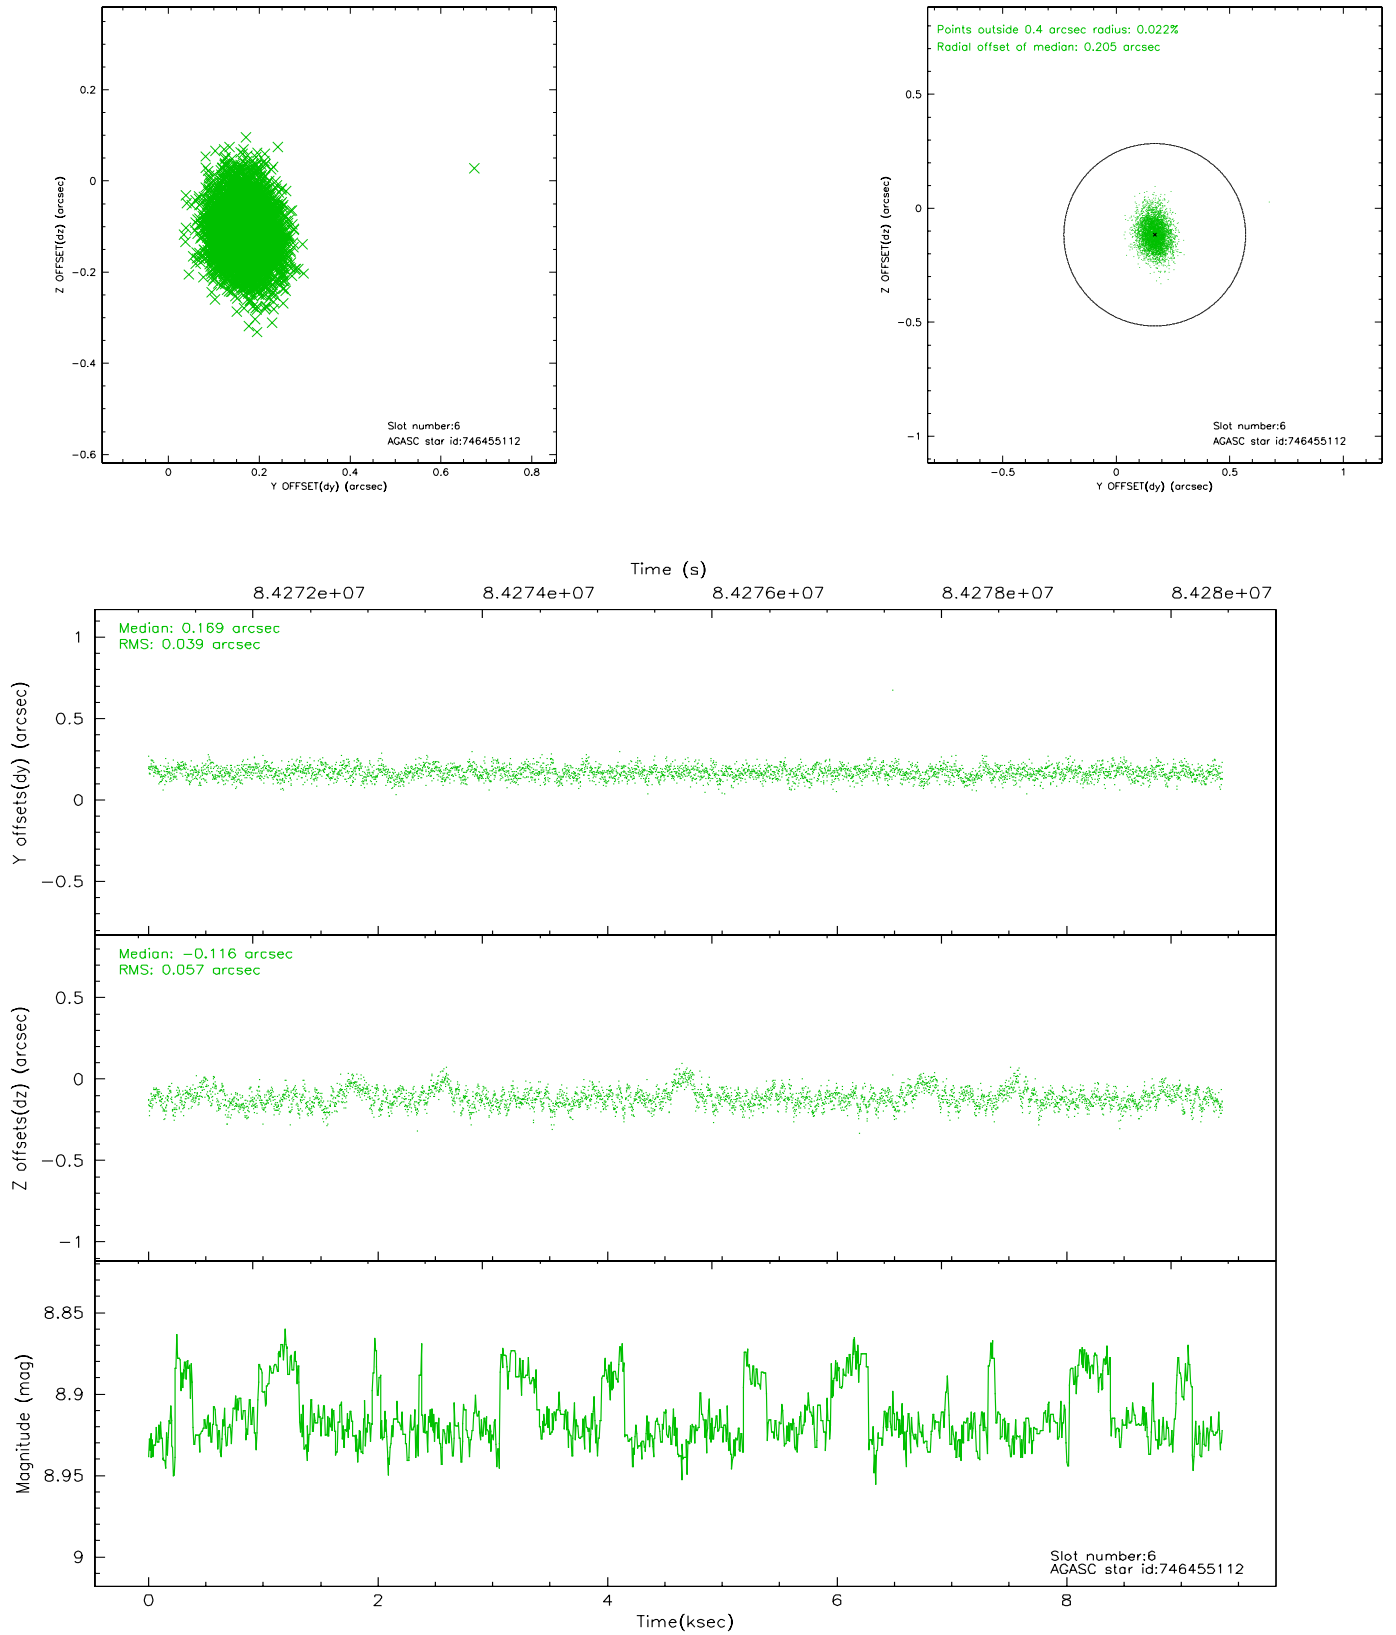 0.2
0
−0.2
−0.4
−0.6
Z OFFSET(dz) (arcsec)
Slot number:6
AGASC star id:746455112
0 0.2 0.4 0.6 0.8
Y OFFSET(dy) (arcsec)
Points outside 0.4 arcsec radius: 0.022%
Radial offset of median: 0.205 arcsec
0.5
0
−0.5
−1
Z OFFSET(dz) (arcsec)
Slot number:6
AGASC star id:746455112
−0.5 0 0.5 1
Y OFFSET(dy) (arcsec)
Time (s)
8.4272e+07 8.4274e+07 8.4276e+07 8.4278e+07 8.428e+07
Median: 0.169 arcsec
RMS: 0.039 arcsec
1
0.5
0
−0.5
Y offsets(dy) (arcsec)
Median: −0.116 arcsec
RMS: 0.057 arcsec
0.5
0
−0.5
−1
Z offsets(dz) (arcsec)
8.85
8.9
8.95
9
Magnitude (mag)
Slot number:6
AGASC star id:746455112
0 2 4 6 8
Time(ksec)